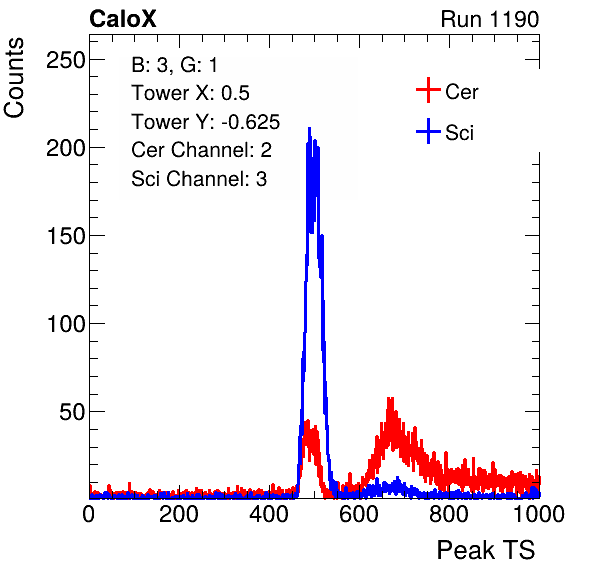 CaloX Run 1190
Counts
250
200
150
100
50
B: 3, G: 1
Tower X: 0.5
Tower Y: -0.625
Cer Channel: 2
Sci Channel: 3
Cer
Sci
0 200 400 600 800 1000
Peak TS